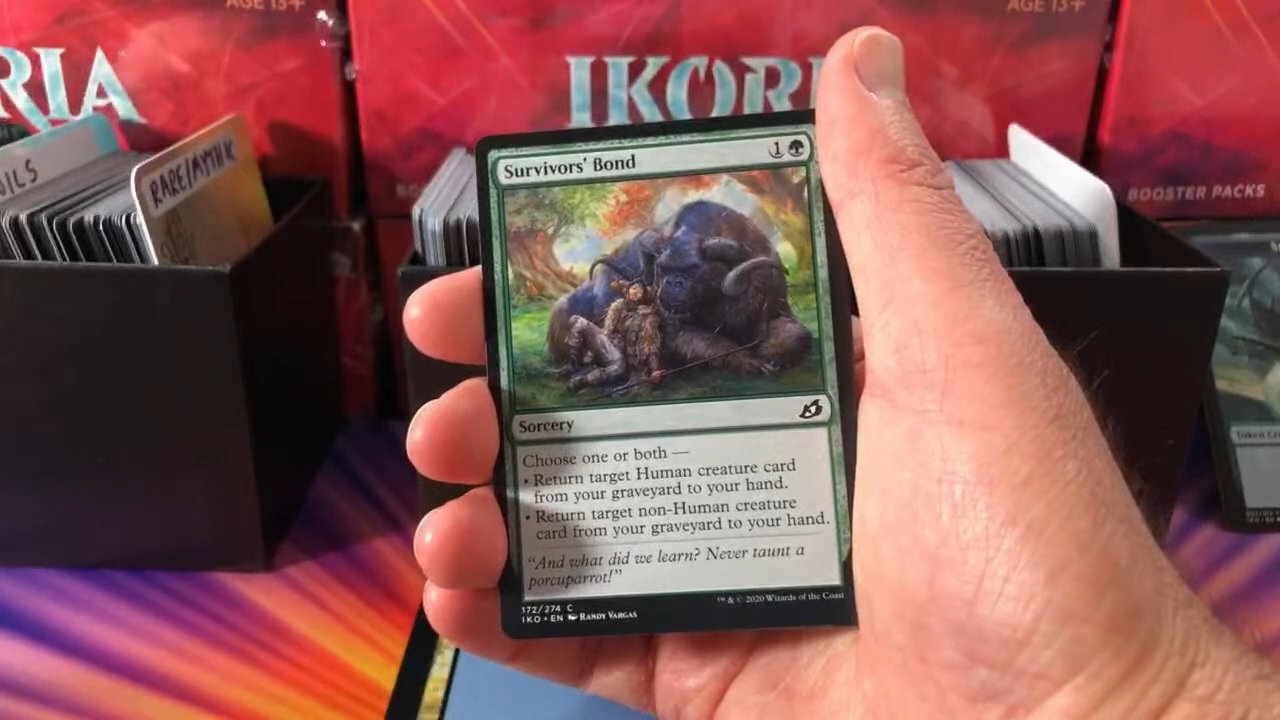 AGE 13+
AGE 13+
RIA
IKORI
OILS
RARE/MYTHIC
BOOSTER PACKS
Survivors' Bond
1
Sorcery
Choose one or both —
• Return target Human creature card
from your graveyard to your hand.
• Return target non-Human creature
card from your graveyard to your hand.
"And what did we learn? Never taunt a
porcuparrot!"
172/274 C
IKO • EN RANDY VARGAS
™ & © 2020 Wizards of the Coast
Token